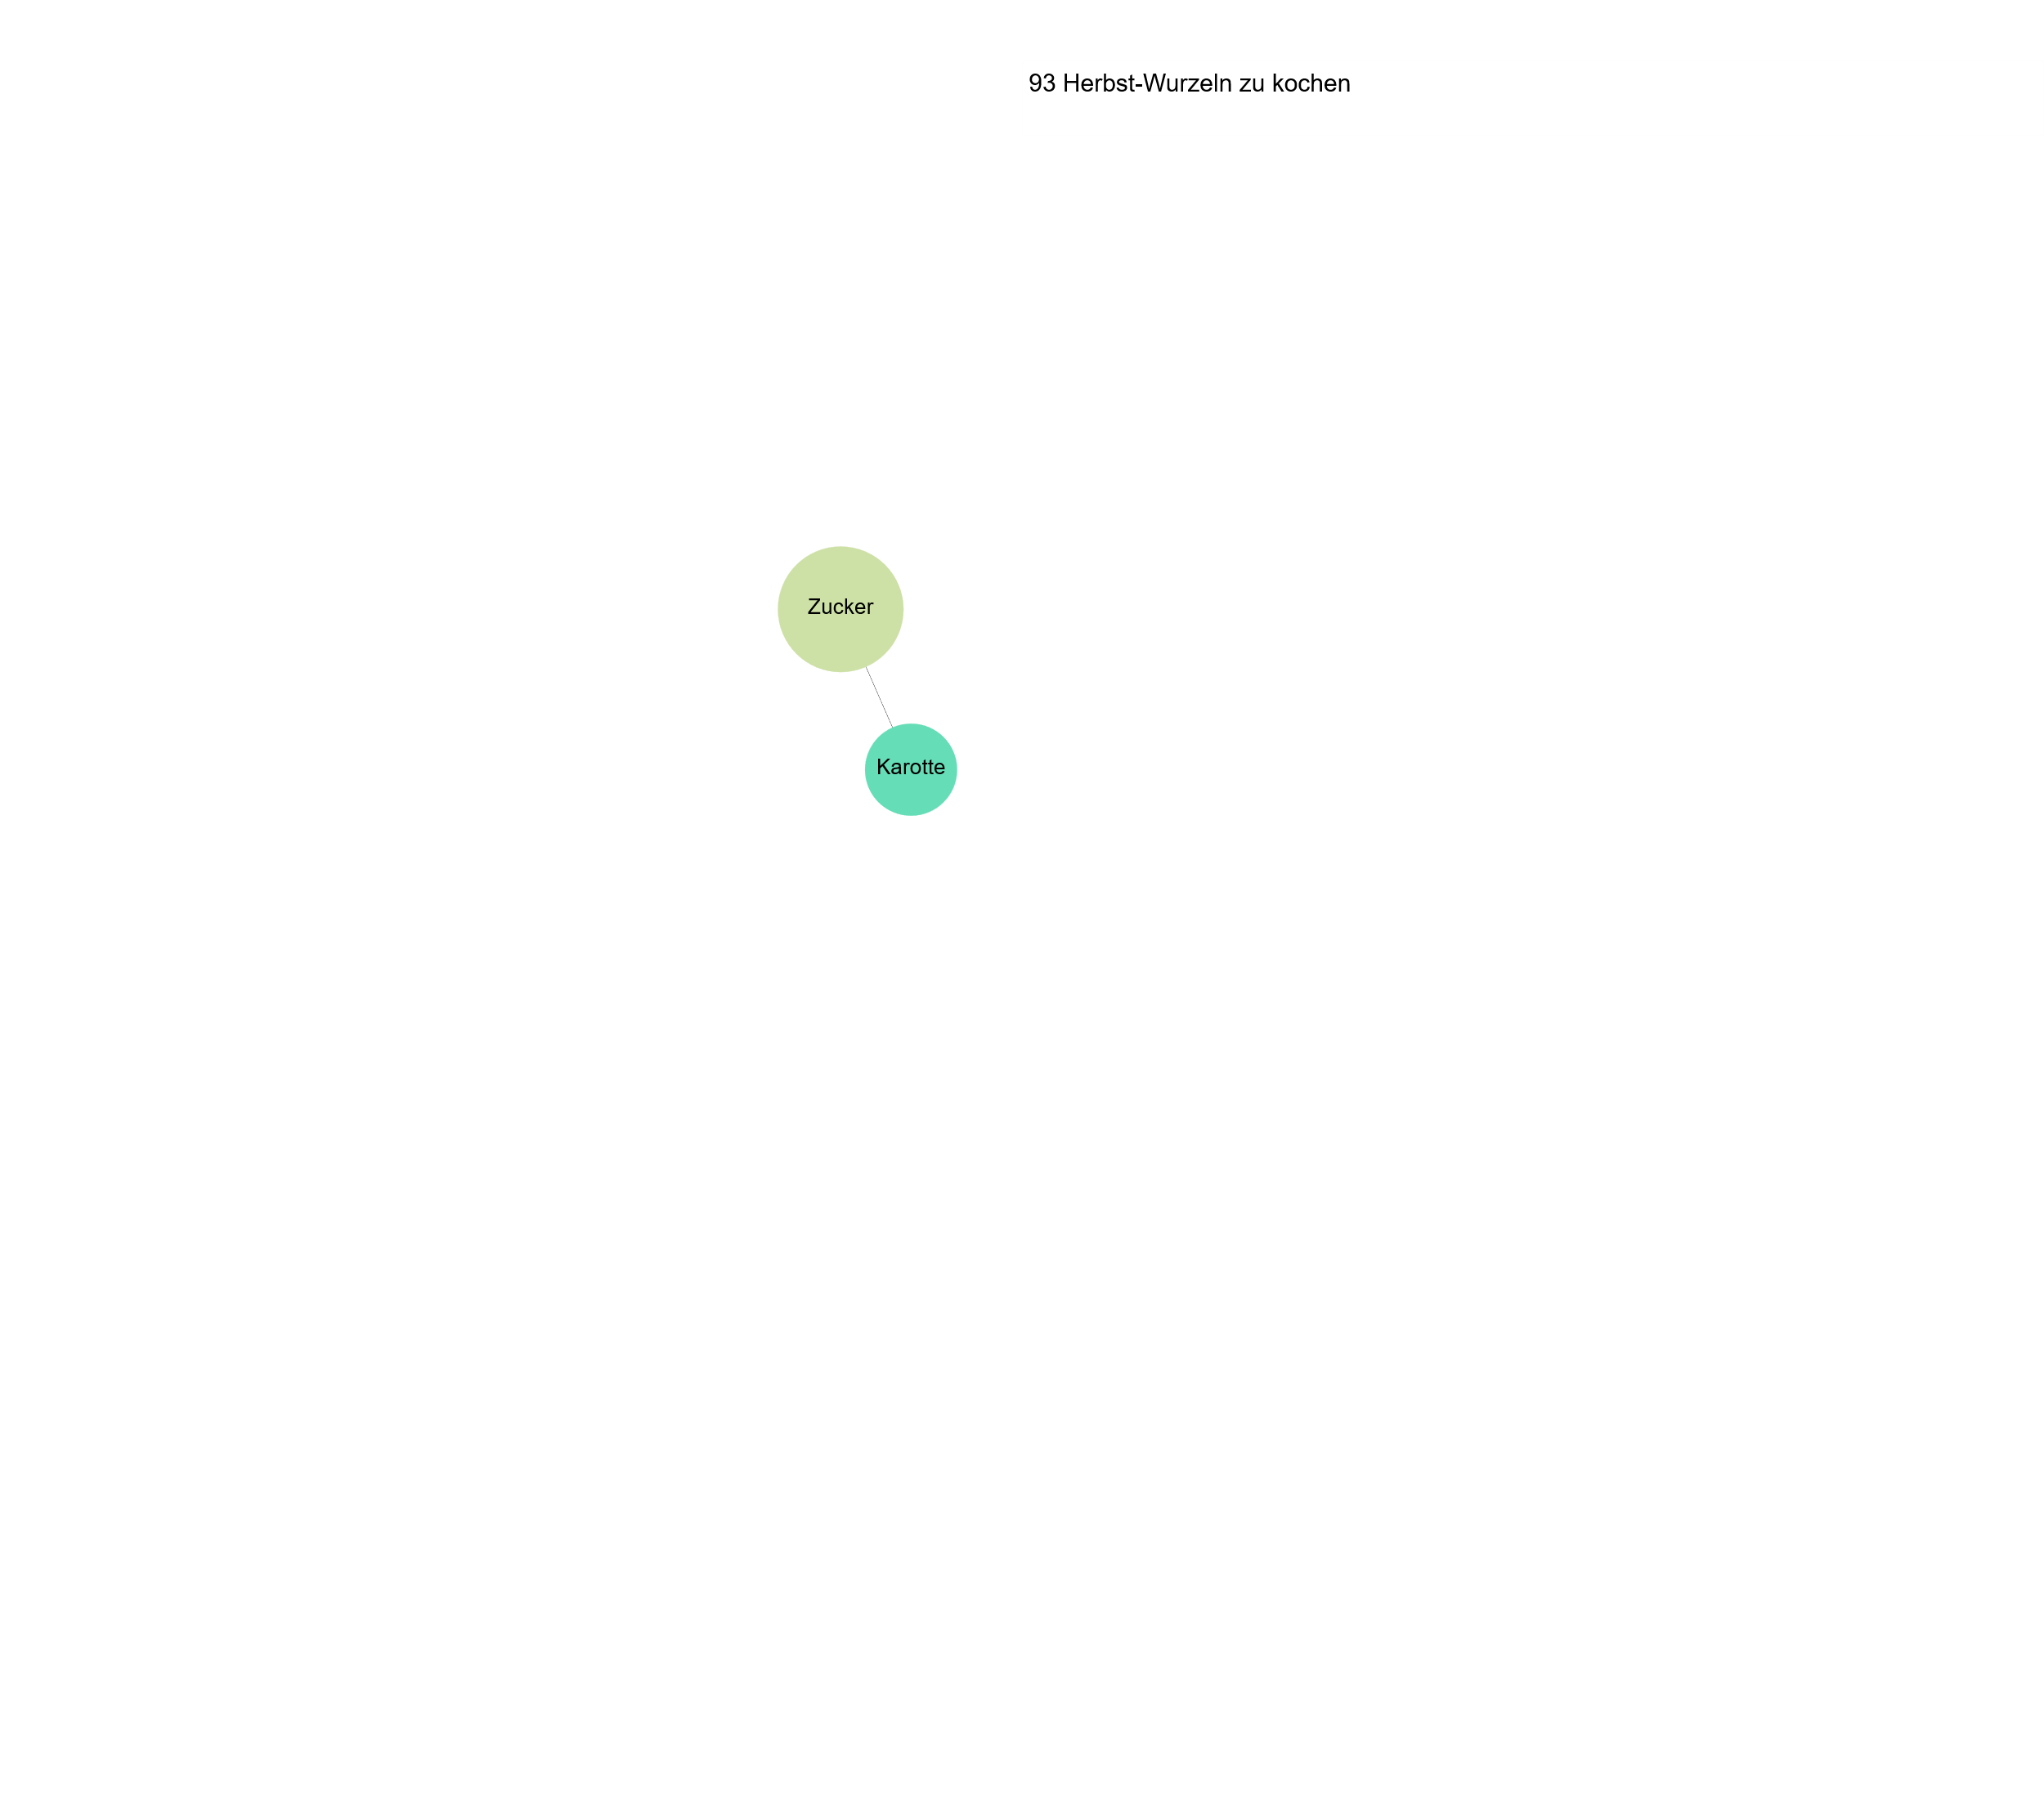 93 Herbst-Wurzeln zu kochen
Zucker
Karotte